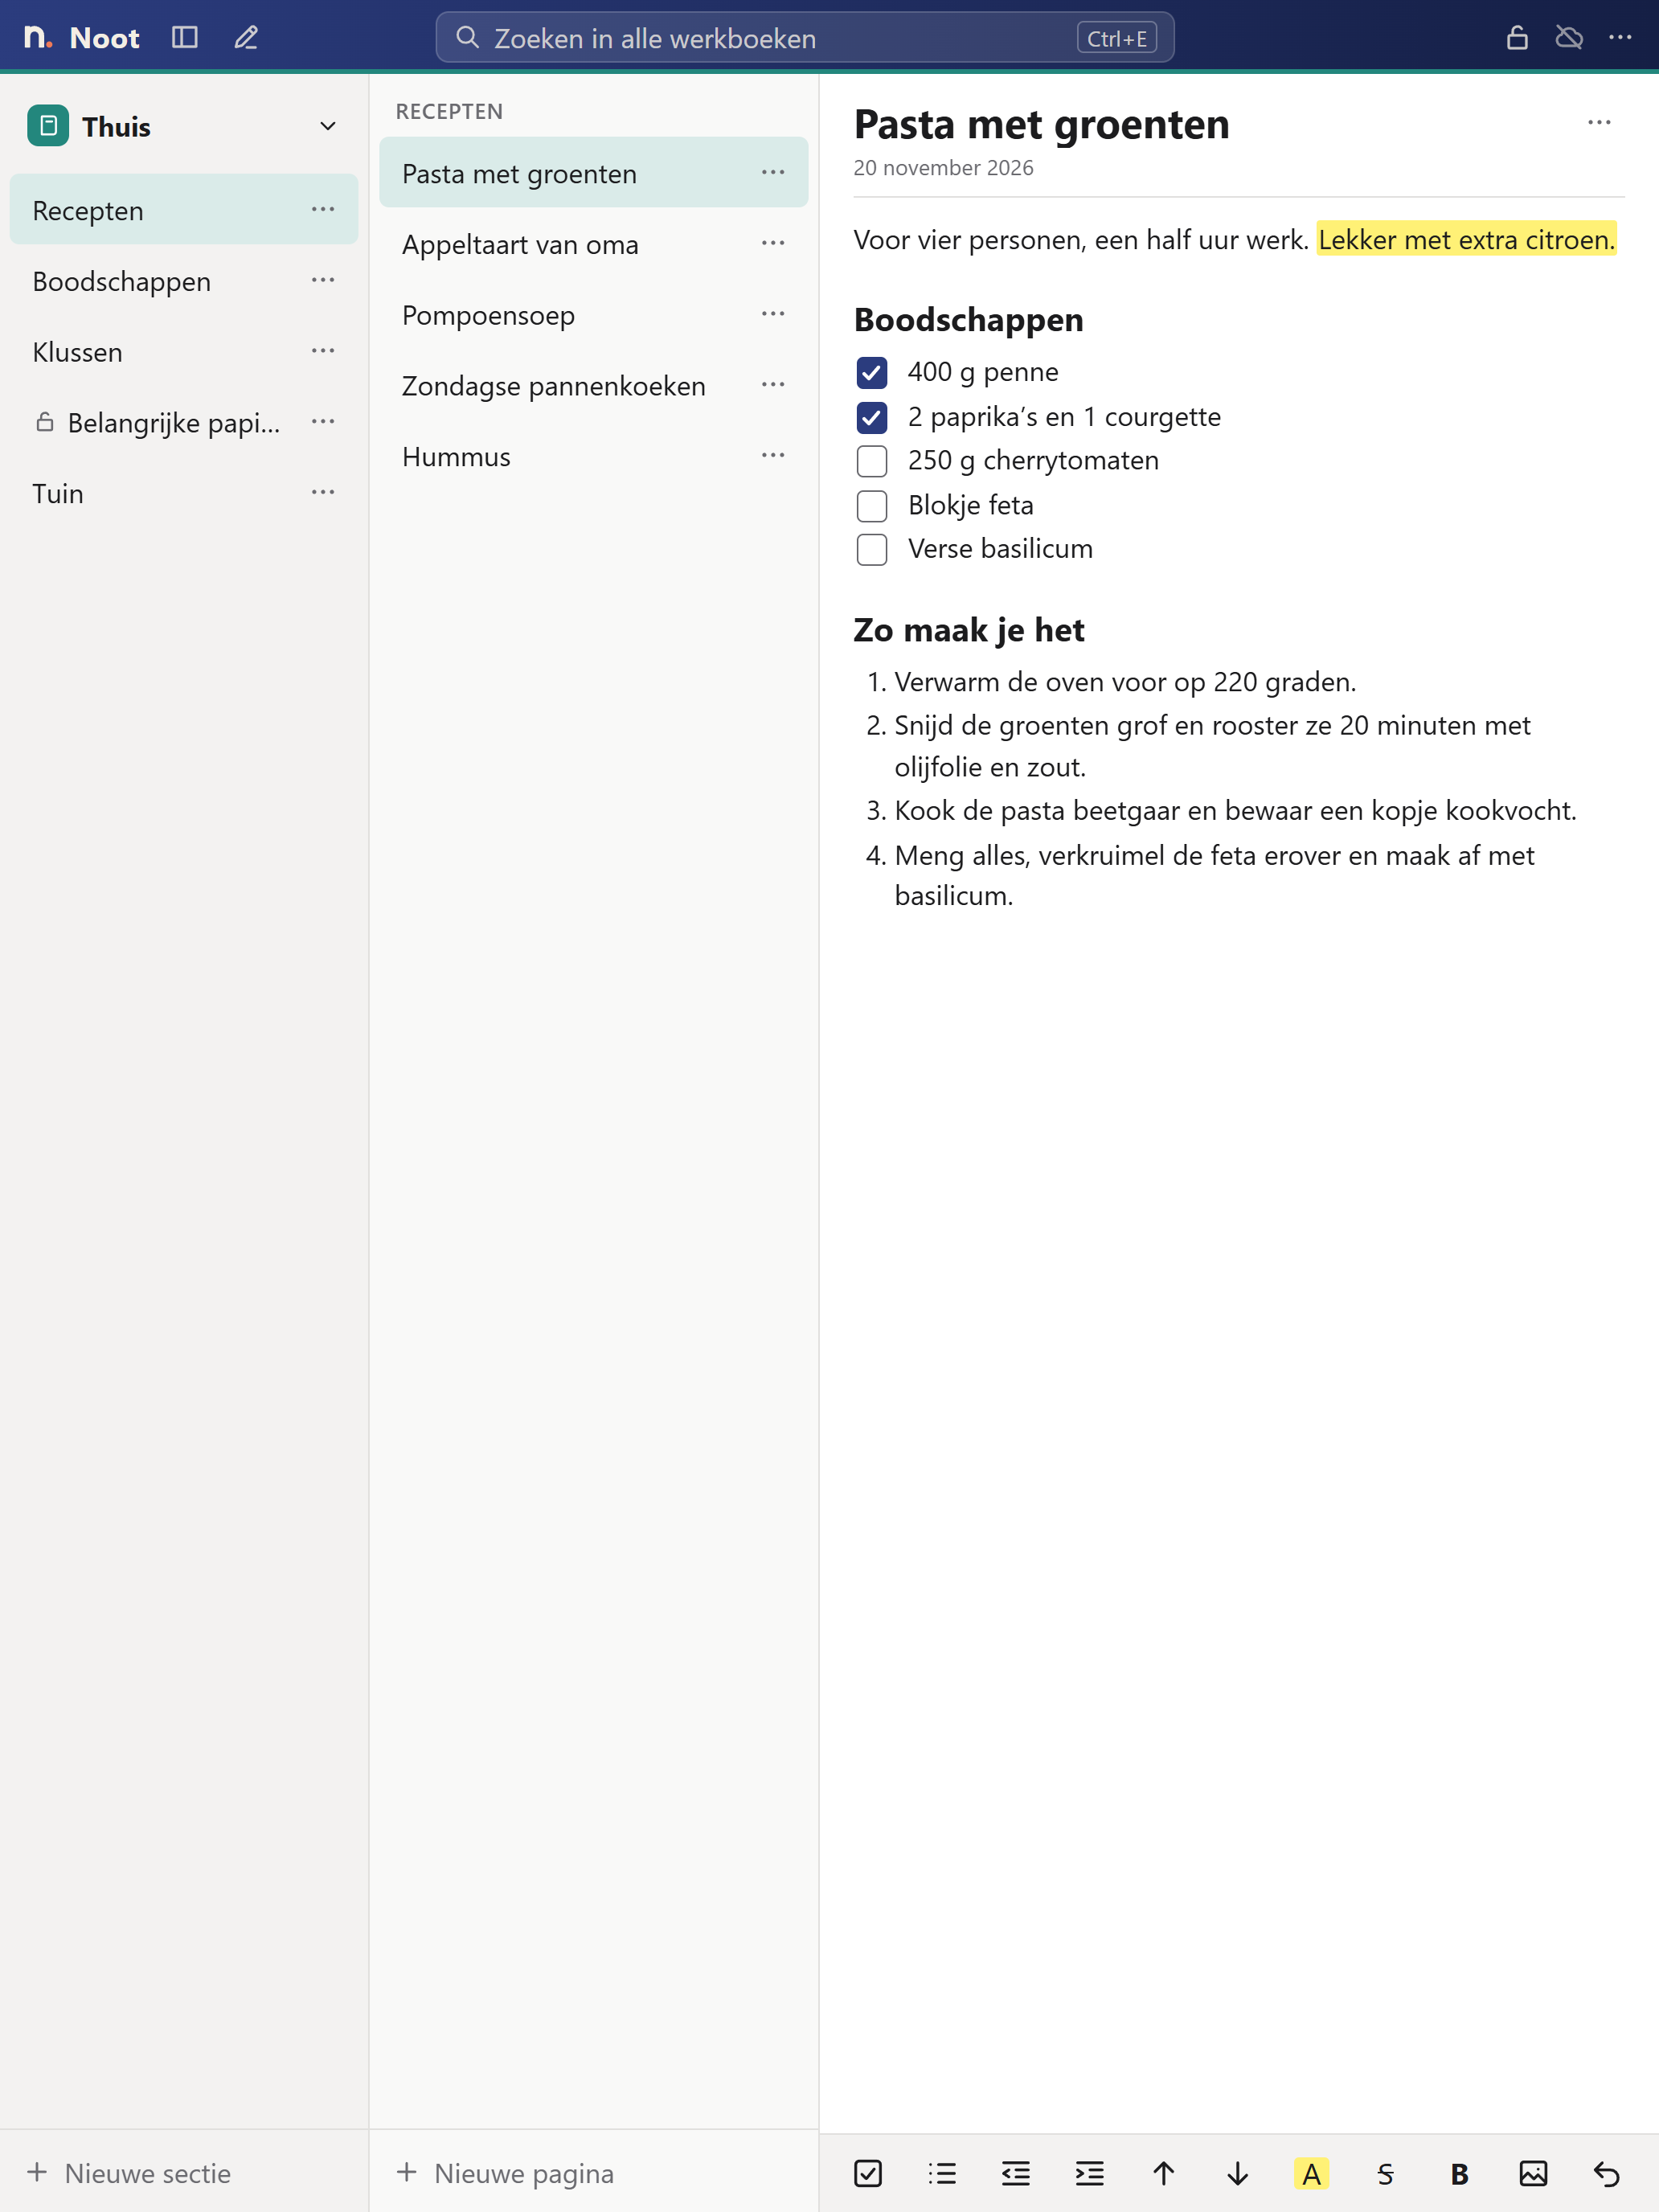 n. Noot
Zoeken in alle werkboeken
Ctrl+E
Thuis
Recepten
Boodschappen
Klussen
Belangrijke papi...
Tuin
Nieuwe sectie
RECEPTEN
Pasta met groenten
Appeltaart van oma
Pompoensoep
Zondagse pannenkoeken
Hummus
Nieuwe pagina
Pasta met groenten
20 november 2026
Voor vier personen, een half uur werk. Lekker met extra citroen.
Boodschappen
400 g penne
2 paprika’s en 1 courgette
250 g cherrytomaten
Blokje feta
Verse basilicum
Zo maak je het
1. Verwarm de oven voor op 220 graden.
2. Snijd de groenten grof en rooster ze 20 minuten met
olijfolie en zout.
3. Kook de pasta beetgaar en bewaar een kopje kookvocht.
4. Meng alles, verkruimel de feta erover en maak af met
basilicum.
A S B